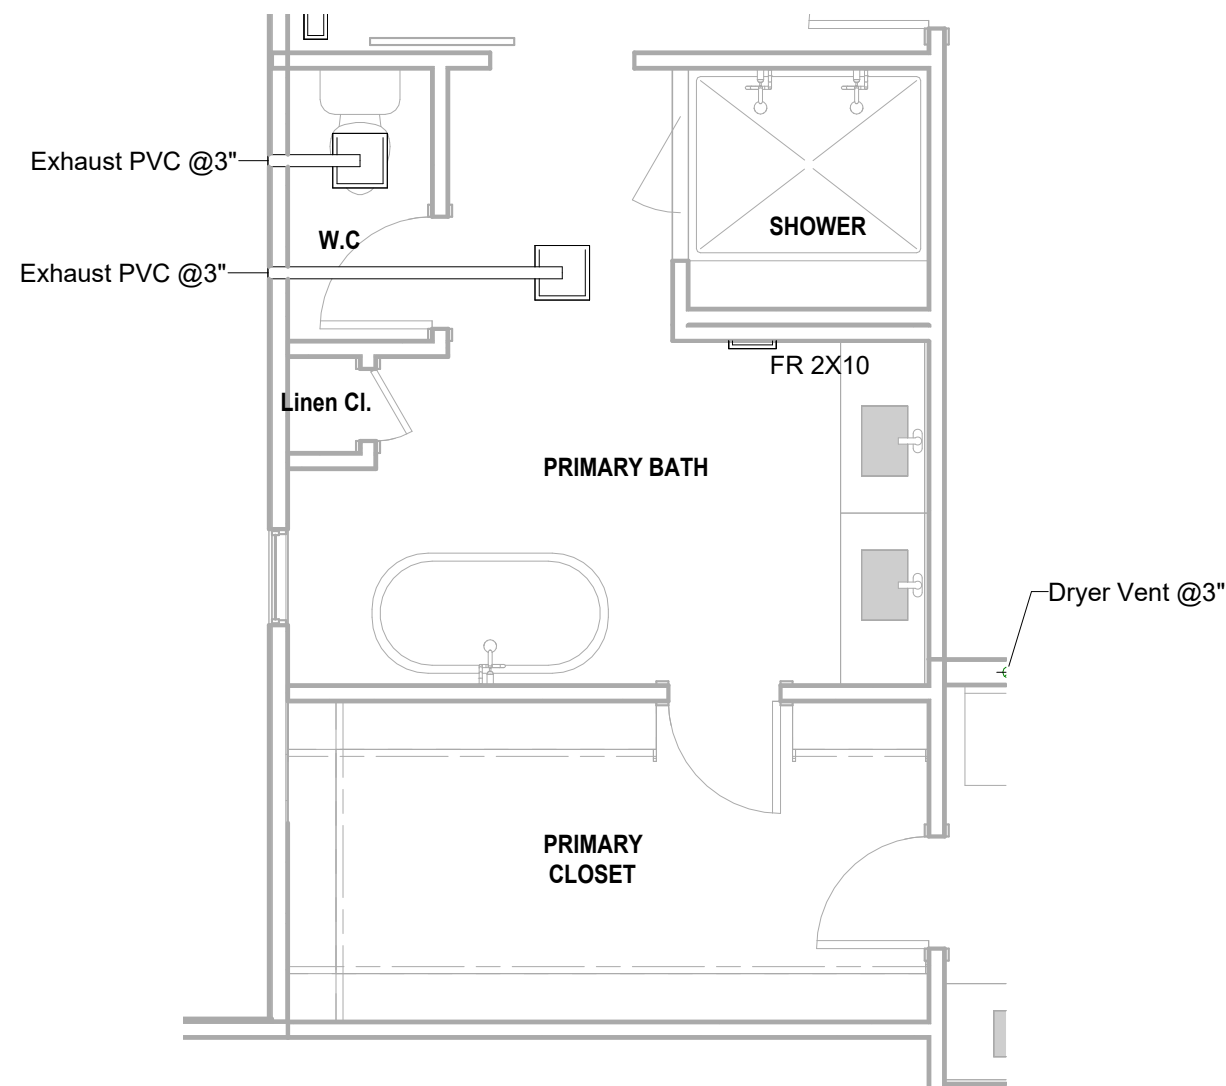 Exhaust PVC @3"
W.C
SHOWER
Exhaust PVC @3"
FR 2X10
Linen Cl.
PRIMARY BATH
Dryer Vent @3"
PRIMARY
CLOSET